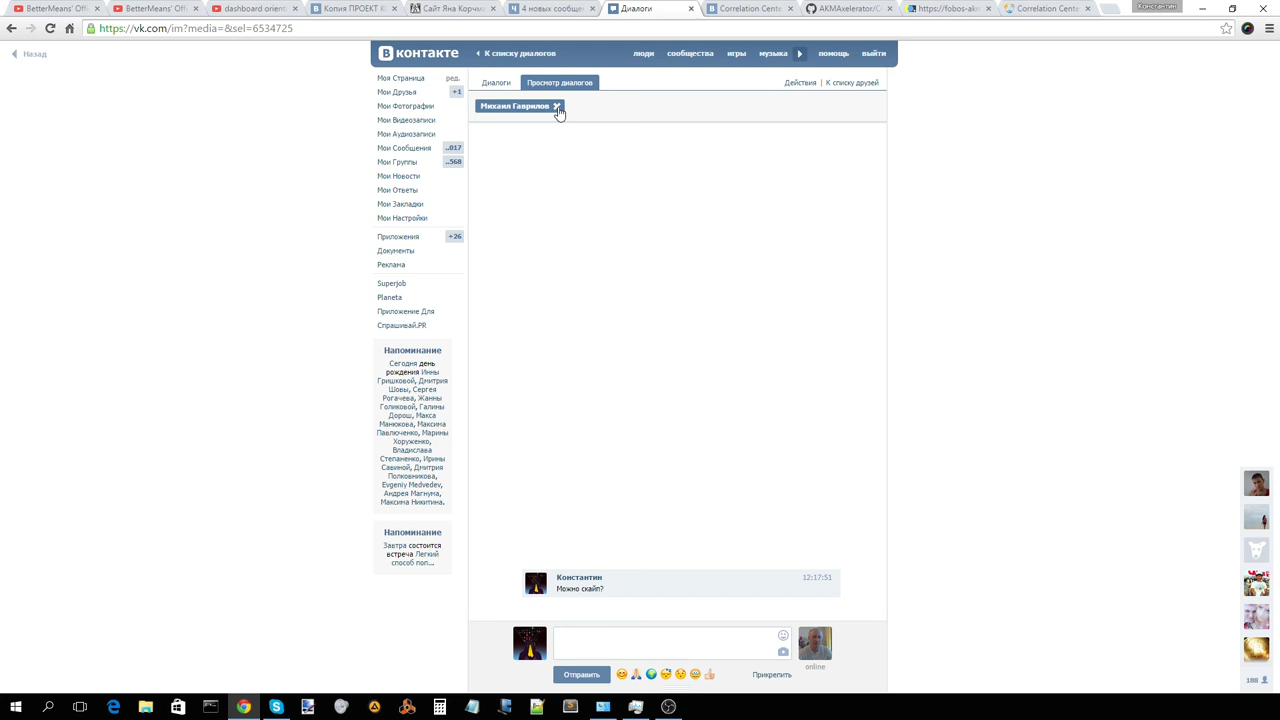 BetterMeans' Offi
BetterMeans' Offi
dashboard orient
Копия ПРОЕКТ К
Сайт Яна Корчм
4 новых сообще
Диалоги
Correlation Cente
AKMAxelerator/C
https://fobos-akm
Correlation Cente
Константин
https://vk.com/im?media=&sel=6534725
Назад
В контакте
К списку диалогов
люди
сообщества
игры
музыка
помощь
выйти
Моя Страница
ред.
Мои Друзья
+1
Мои Фотографии
Мои Видеозаписи
Мои Аудиозаписи
Мои Сообщения
..017
Мои Группы
..568
Мои Новости
Мои Ответы
Мои Закладки
Мои Настройки
Приложения
+26
Документы
Реклама
Superjob
Planeta
Приложение Для
Спрашивай.PR
Напоминание
Сегодня день
рождения Инны
Гришковой, Дмитрия
Шовы, Сергея
Рогачева, Жанны
Голиковой, Галины
Дорош, Макса
Манюкова, Максима
Павлюченко, Марины
Хоруженко,
Владислава
Степаненко, Ирины
Савиной, Дмитрия
Полковникова,
Evgeniy Medvedev,
Андрея Магнума,
Максима Никитина.
Напоминание
Завтра состоится
встреча Легкий
способ поп...
Диалоги
Просмотр диалогов
Действия | К списку друзей
Михаил Гаврилов
Константин
12:17:51
Можно скайп?
online
Отправить
Прикрепить
188